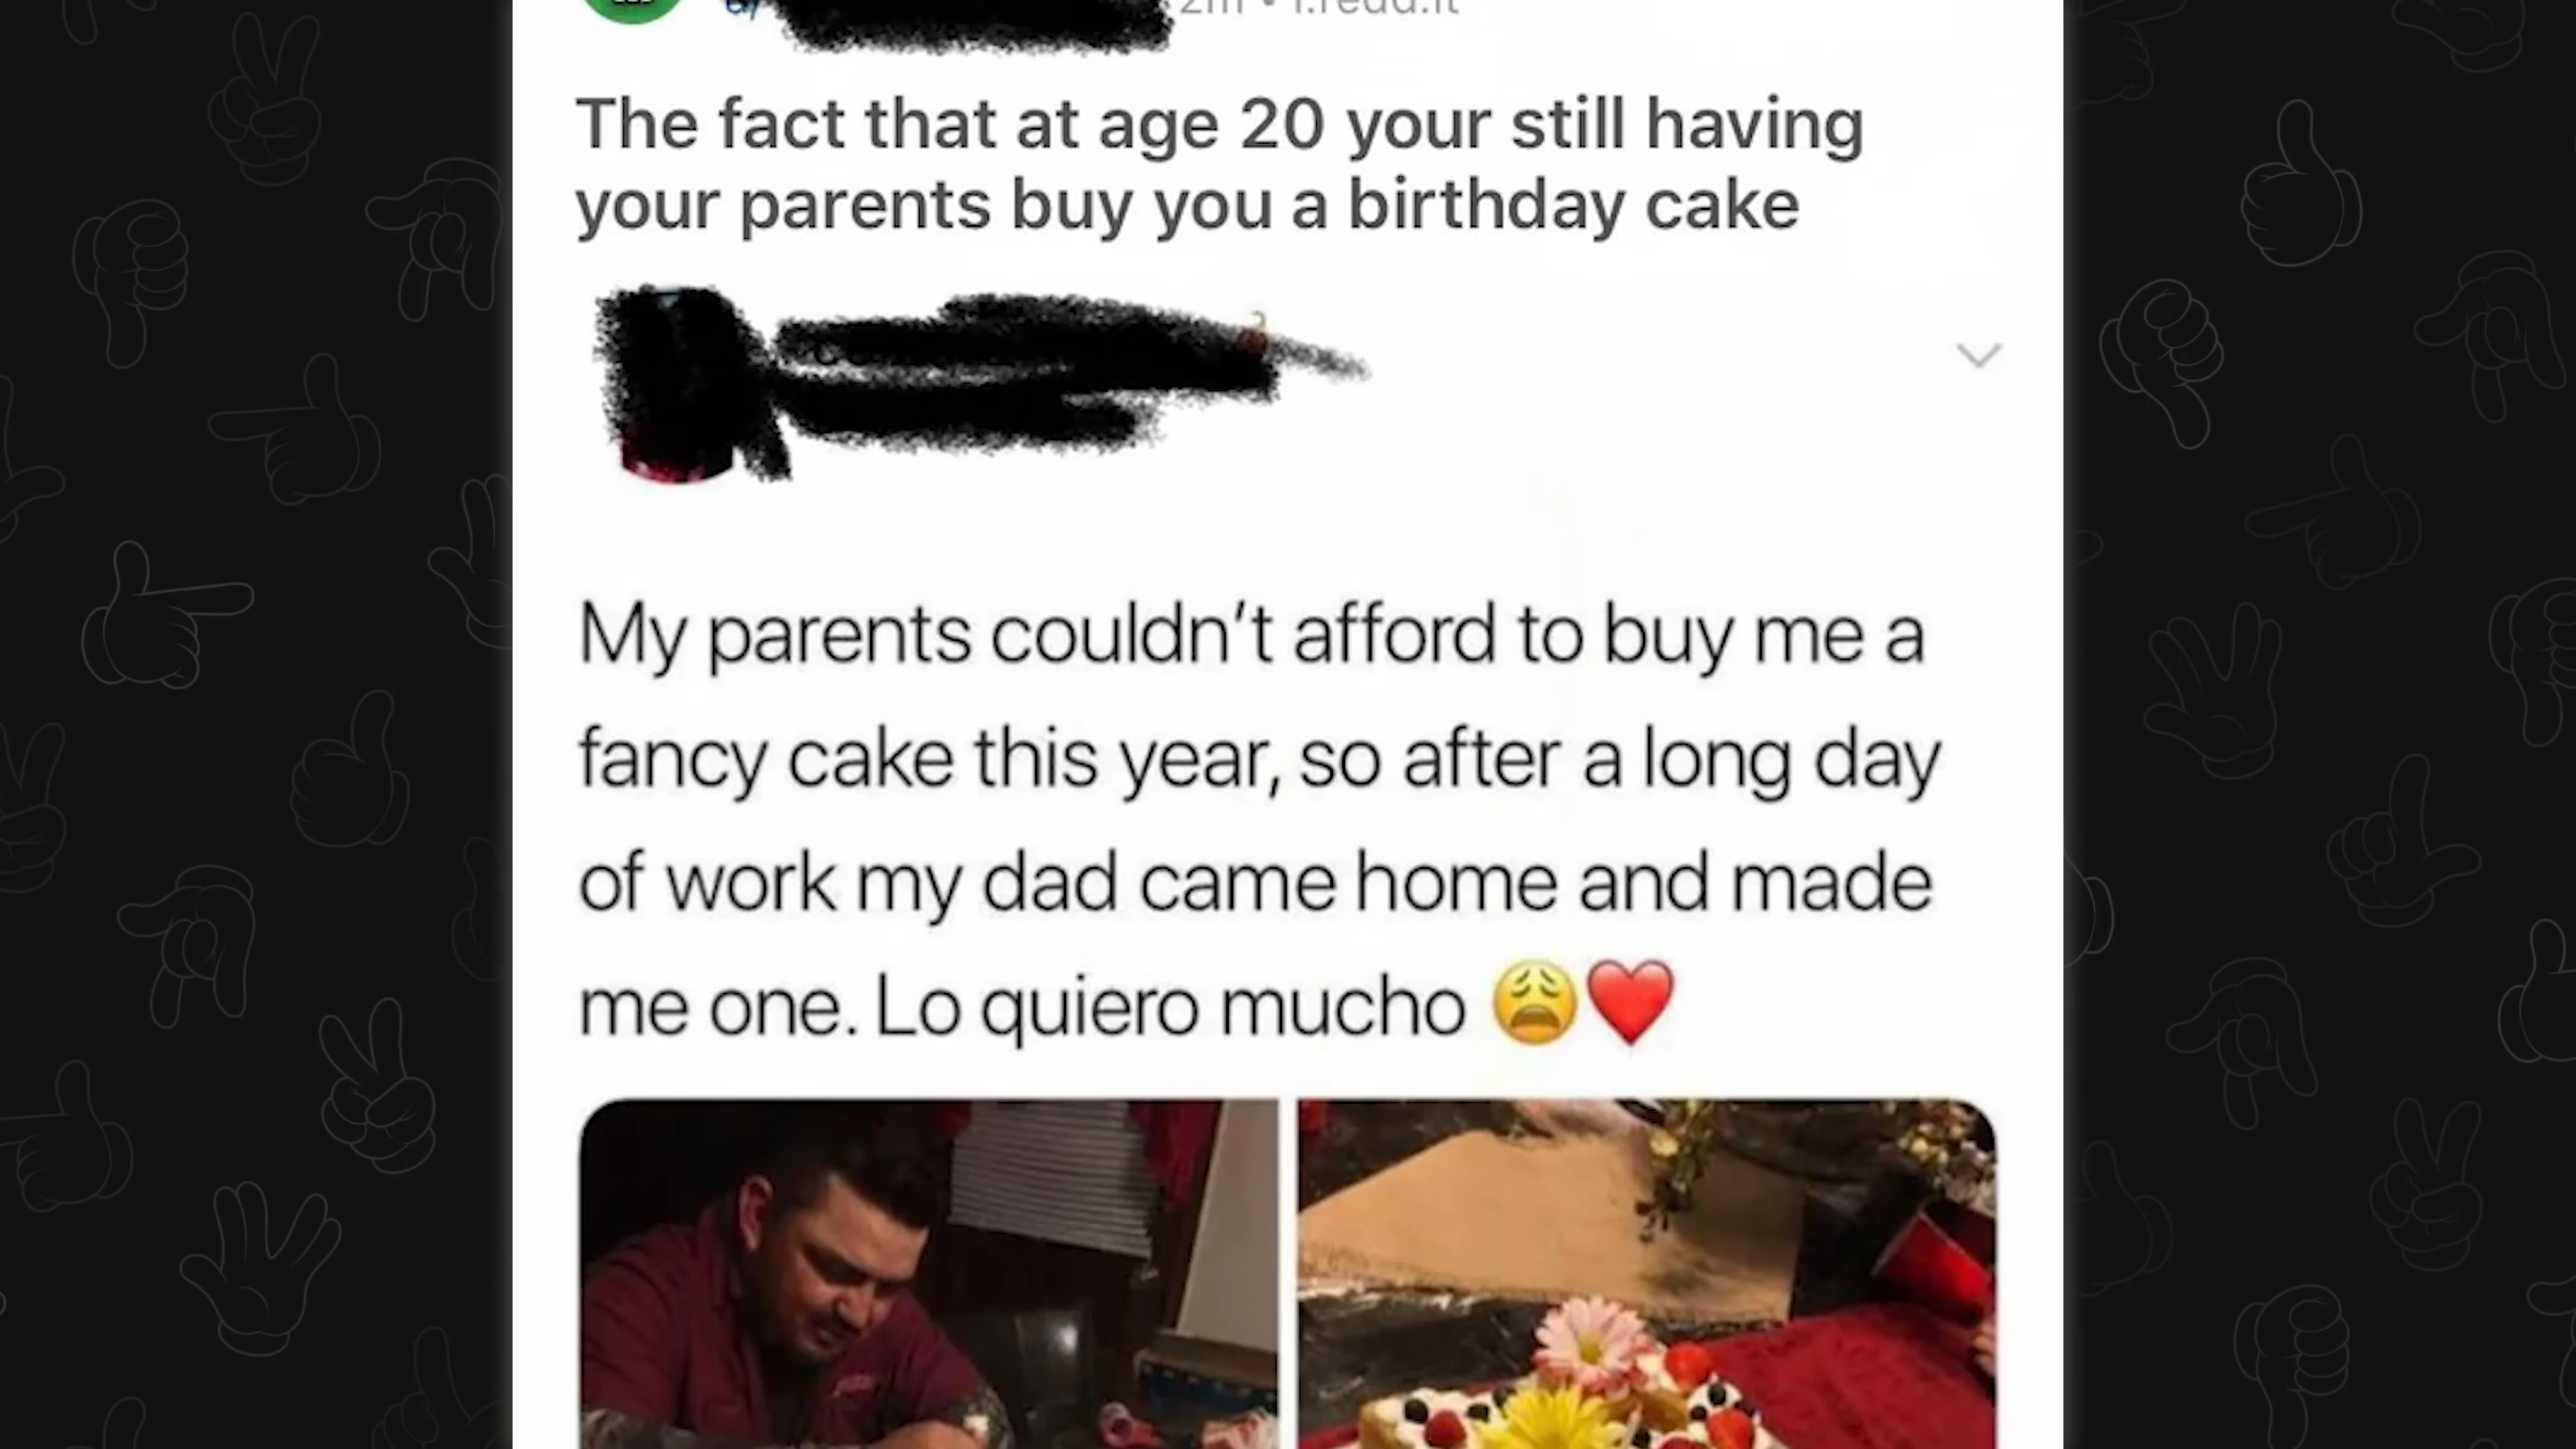 The fact that at age 20 your still having
your parents buy you a birthday cake
My parents couldn't afford to buy me a
fancy cake this year, so after a long day
of work my dad came home and made
me one. Lo quiero mucho 😩❤️